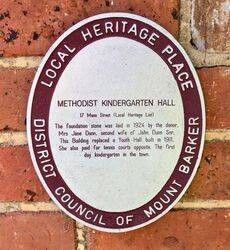 LOCAL HERITAGE PLACE
METHODIST KINDERGARTEN HALL
17 Mann Street (Local Heritage List)
The foundation stone was laid in 1924 by the donor,
Mrs Jane Dunn, second wife of John Dunn Snr.
This Building replaced a Youth Hall built in 1911.
She also paid for tennis courts opposite. The first
day kindergarten in the town.
DISTRICT COUNCIL OF MOUNT BARKER